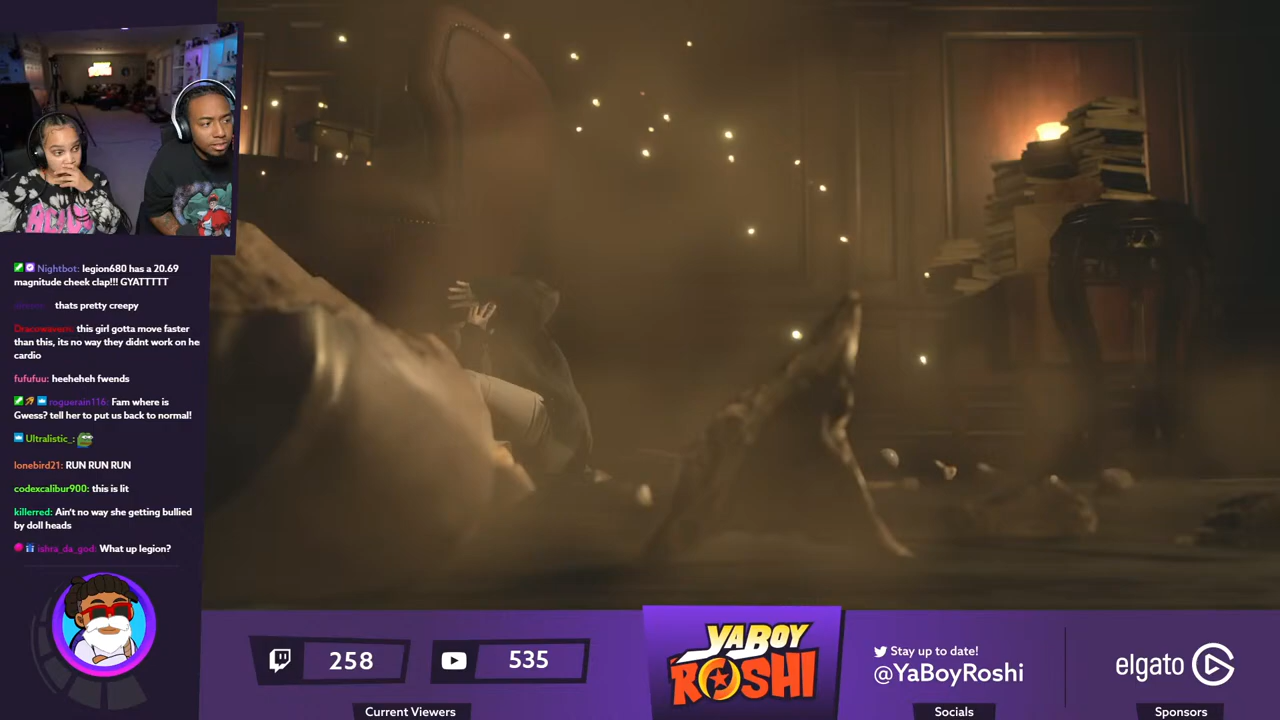 Nightbot: legion680 has a 20.69
magnitude cheek clap!!! GYATTTTT
thats pretty creepy
Dracowavern: this girl gotta move faster
than this, its no way they didnt work on he
cardio
fufufuu: heeheheh fwends
roguerain116: Fam where is
Gwess? tell her to put us back to normal!
Ultralistic_:
lonebird21: RUN RUN RUN
codexcalibur900: this is lit
killerred: Ain't no way she getting bullied
by doll heads
ishra_da_god: What up legion?
258
535
Current Viewers
YABOY
ROSHI
Stay up to date!
@YaBoyRoshi
Socials
elgato
Sponsors